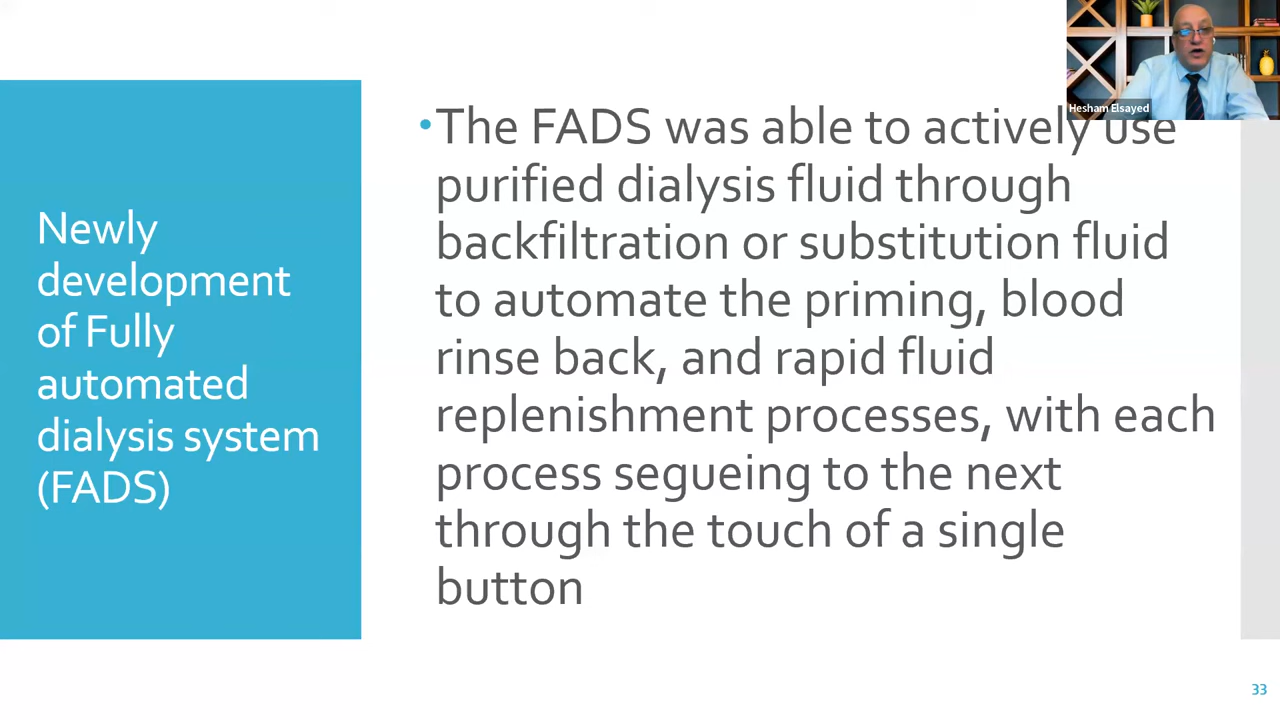 Hesham Elsayed
Newly
development
of Fully
automated
dialysis system
(FADS)
•The FADS was able to actively use
purified dialysis fluid through
backfiltration or substitution fluid
to automate the priming, blood
rinse back, and rapid fluid
replenishment processes, with each
process segueing to the next
through the touch of a single
button
33